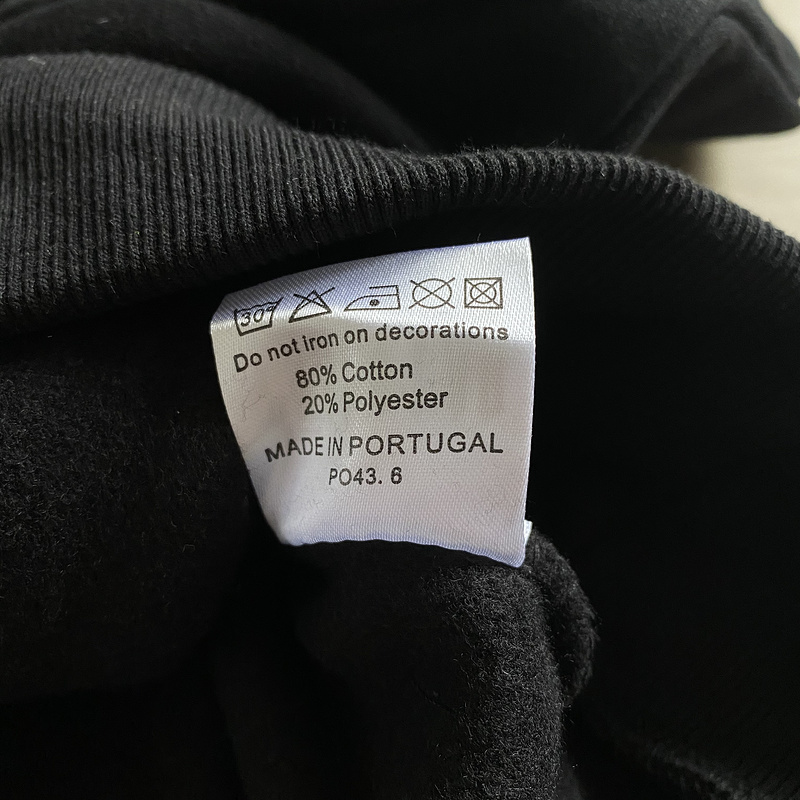 30°
Do not iron on decorations
80% Cotton
20% Polyester
MADE IN PORTUGAL
PO43. 6